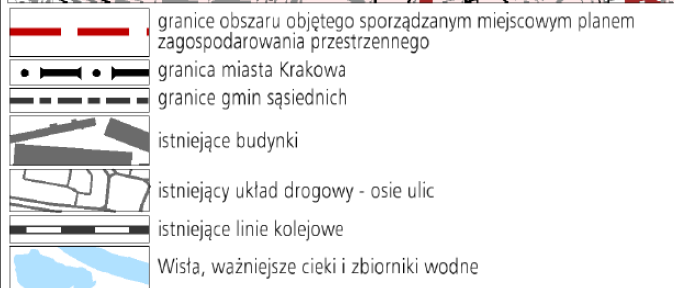 granice obszaru objętego sporządzanym miejscowym planem
zagospodarowania przestrzennego
granica miasta Krakowa
granice gmin sąsiednich
istniejące budynki
istniejący układ drogowy - osie ulic
istniejące linie kolejowe
Wisła, ważniejsze cieki i zbiorniki wodne